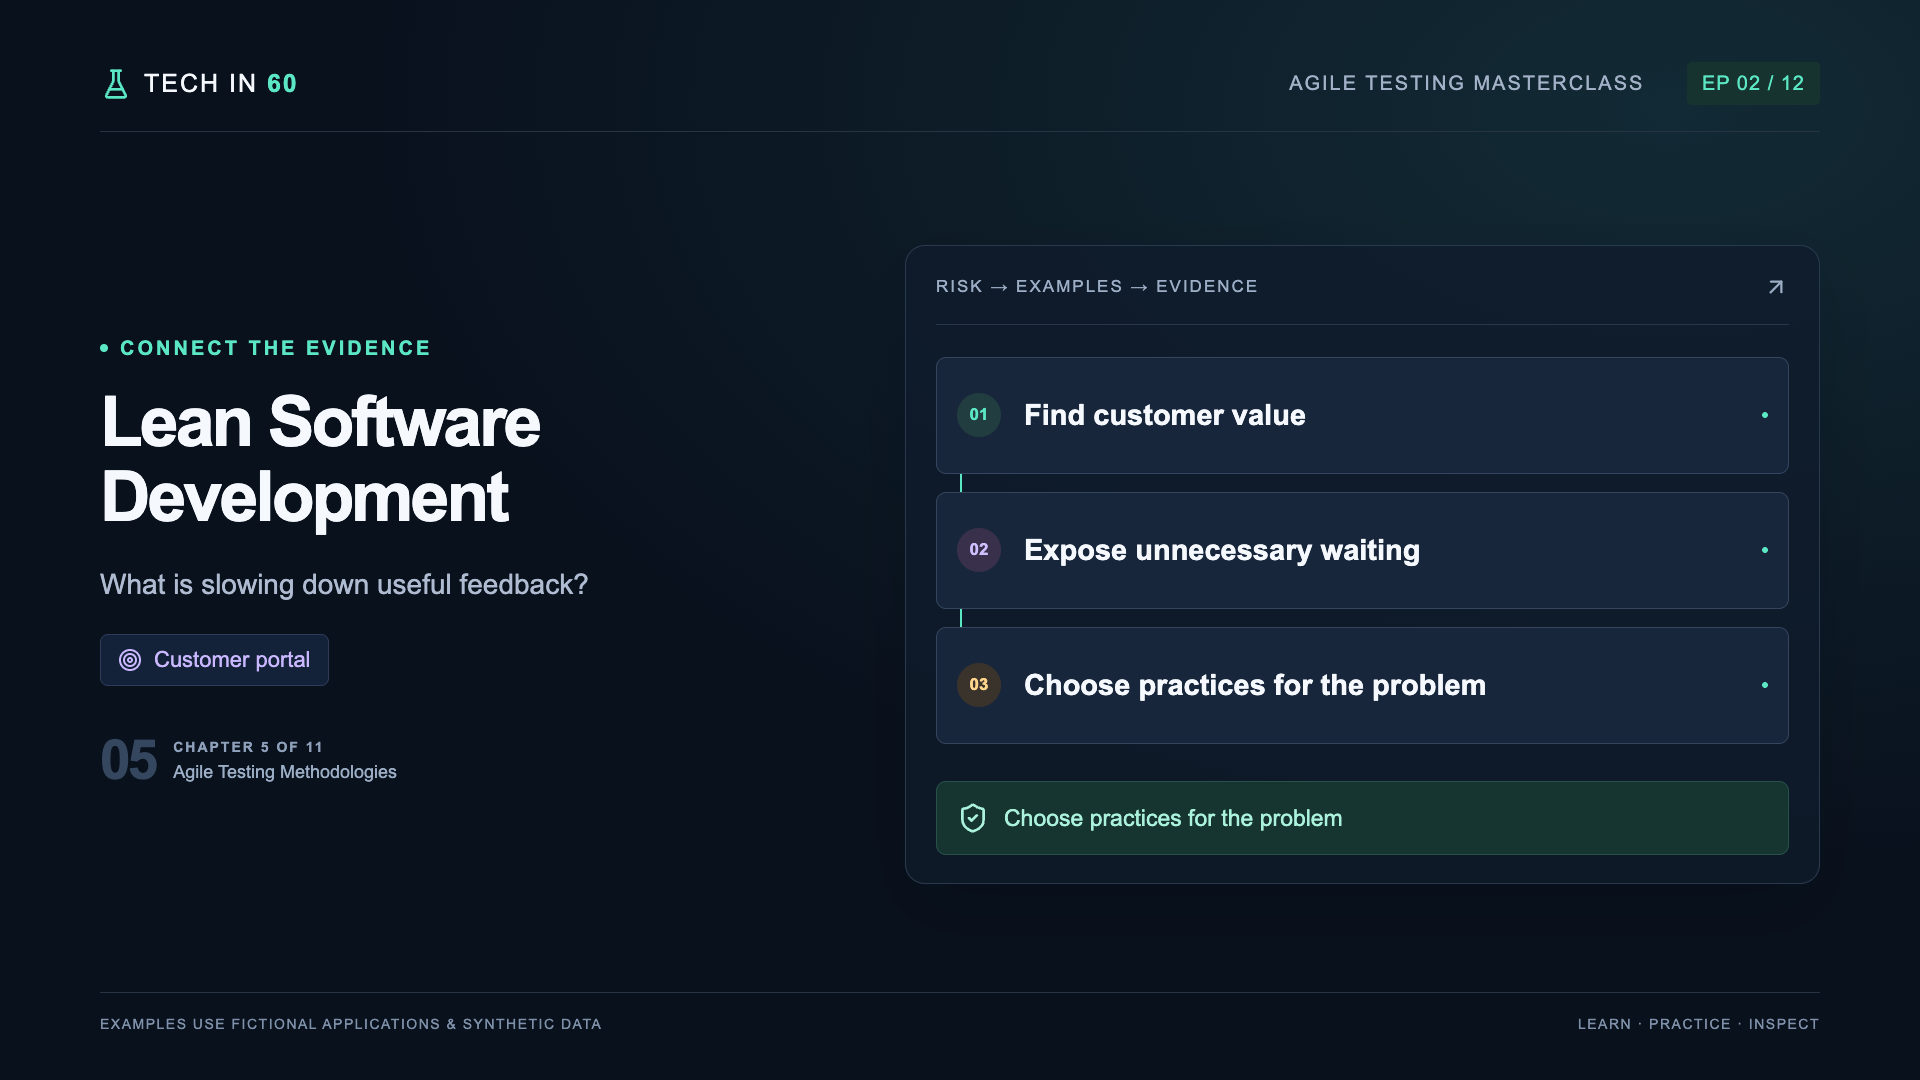 TECH IN 60
AGILE TESTING MASTERCLASS
EP 02 / 12
• CONNECT THE EVIDENCE
Lean Software
Development
What is slowing down useful feedback?
Customer portal
05
CHAPTER 5 OF 11
Agile Testing Methodologies
RISK → EXAMPLES → EVIDENCE
01
Find customer value
02
Expose unnecessary waiting
03
Choose practices for the problem
Choose practices for the problem
EXAMPLES USE FICTIONAL APPLICATIONS & SYNTHETIC DATA
LEARN · PRACTICE · INSPECT